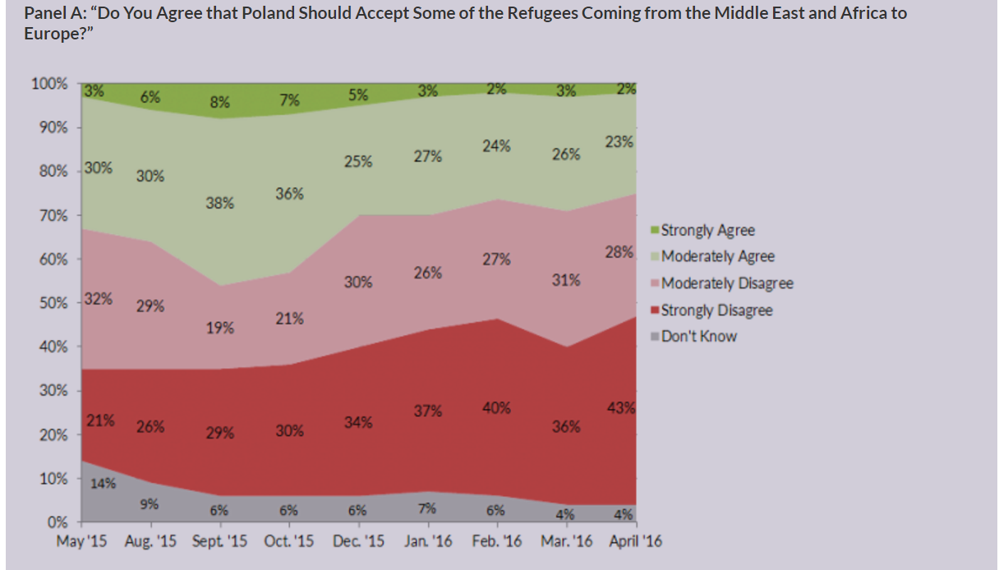 Panel A: “Do You Agree that Poland Should Accept Some of the Refugees Coming from the Middle East and Africa to
Europe?”
100%
90%
80%
70%
60%
50%
40%
30%
20%
10%
0%
3% 6% 8% 7% 5% 3% 2% 3% 2%
30% 30% 38% 36% 25% 27% 24% 26% 23%
32% 29% 19% 21% 30% 26% 27% 31% 28%
21% 26% 29% 30% 34% 37% 40% 36% 43%
14% 9% 6% 6% 6% 7% 6% 4% 4%
May '15 Aug. '15 Sept. '15 Oct. '15 Dec. '15 Jan. '16 Feb. '16 Mar. '16 April '16
Strongly Agree
Moderately Agree
Moderately Disagree
Strongly Disagree
Don't Know